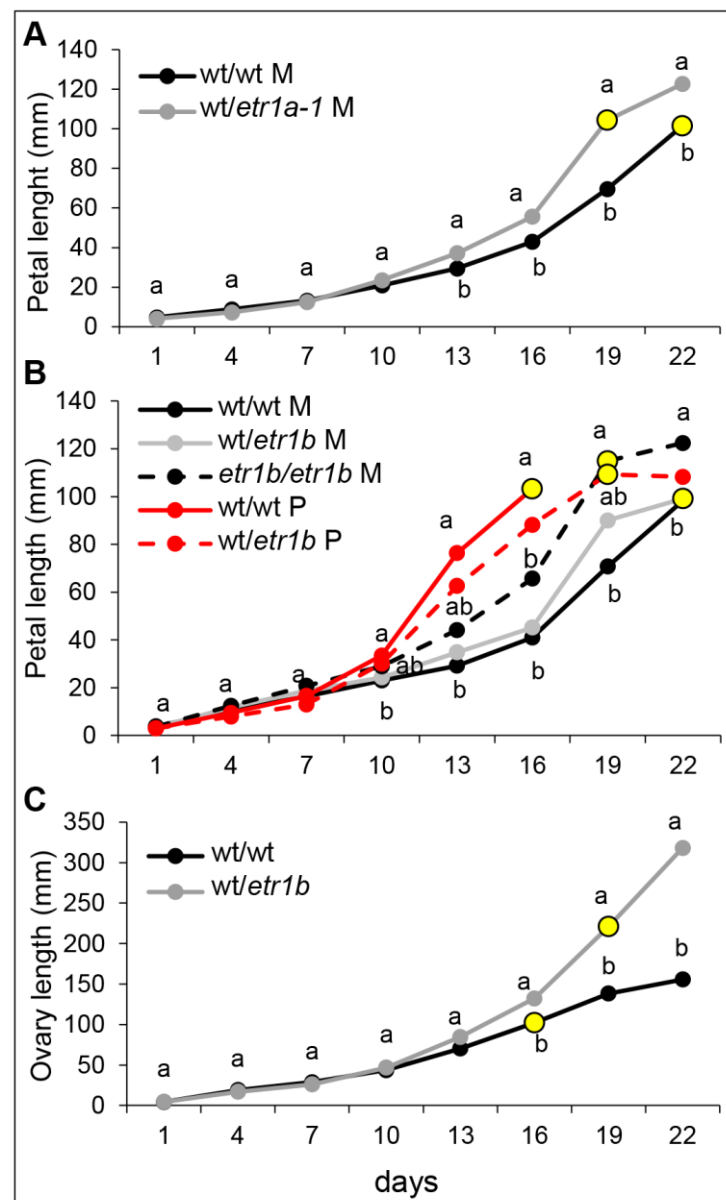 A
140
120
100
80
60
40
20
0
Petal lenght (mm)
wt/wt M
wt/etr1a-1 M
a a a a a a a a
b b b b
1 4 7 10 13 16 19 22
B
140
120
100
80
60
40
20
0
Petal length (mm)
wt/wt M
wt/etr1b M
etr1b/etr1b M
wt/wt P
wt/etr1b P
a a a a a a a a
ab ab b ab
b b b b b
1 4 7 10 13 16 19 22
C
350
300
250
200
150
100
50
0
Ovary length (mm)
wt/wt
wt/etr1b
a a a a a a a a
b b b
1 4 7 10 13 16 19 22
days